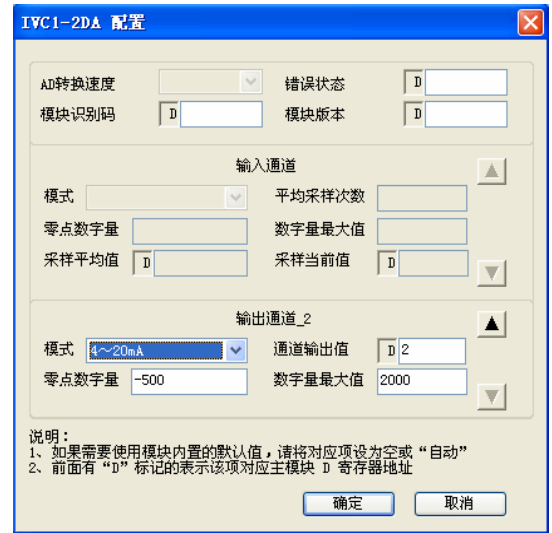 IVC1-2DA 配置
AD转换速度 错误状态 D
模块识别码 D 模块版本 D
输入通道
模式 平均采样次数
零点数字量 数字量最大值
采样平均值 D 采样当前值 D
输出通道_2
模式 4～20mA 通道输出值 D 2
零点数字量 -500 数字量最大值 2000
说明：
1、如果需要使用模块内置的默认值，请将对应项设为空或“自动”
2、前面有“D”标记的表示该项对应主模块 D 寄存器地址
确定 取消